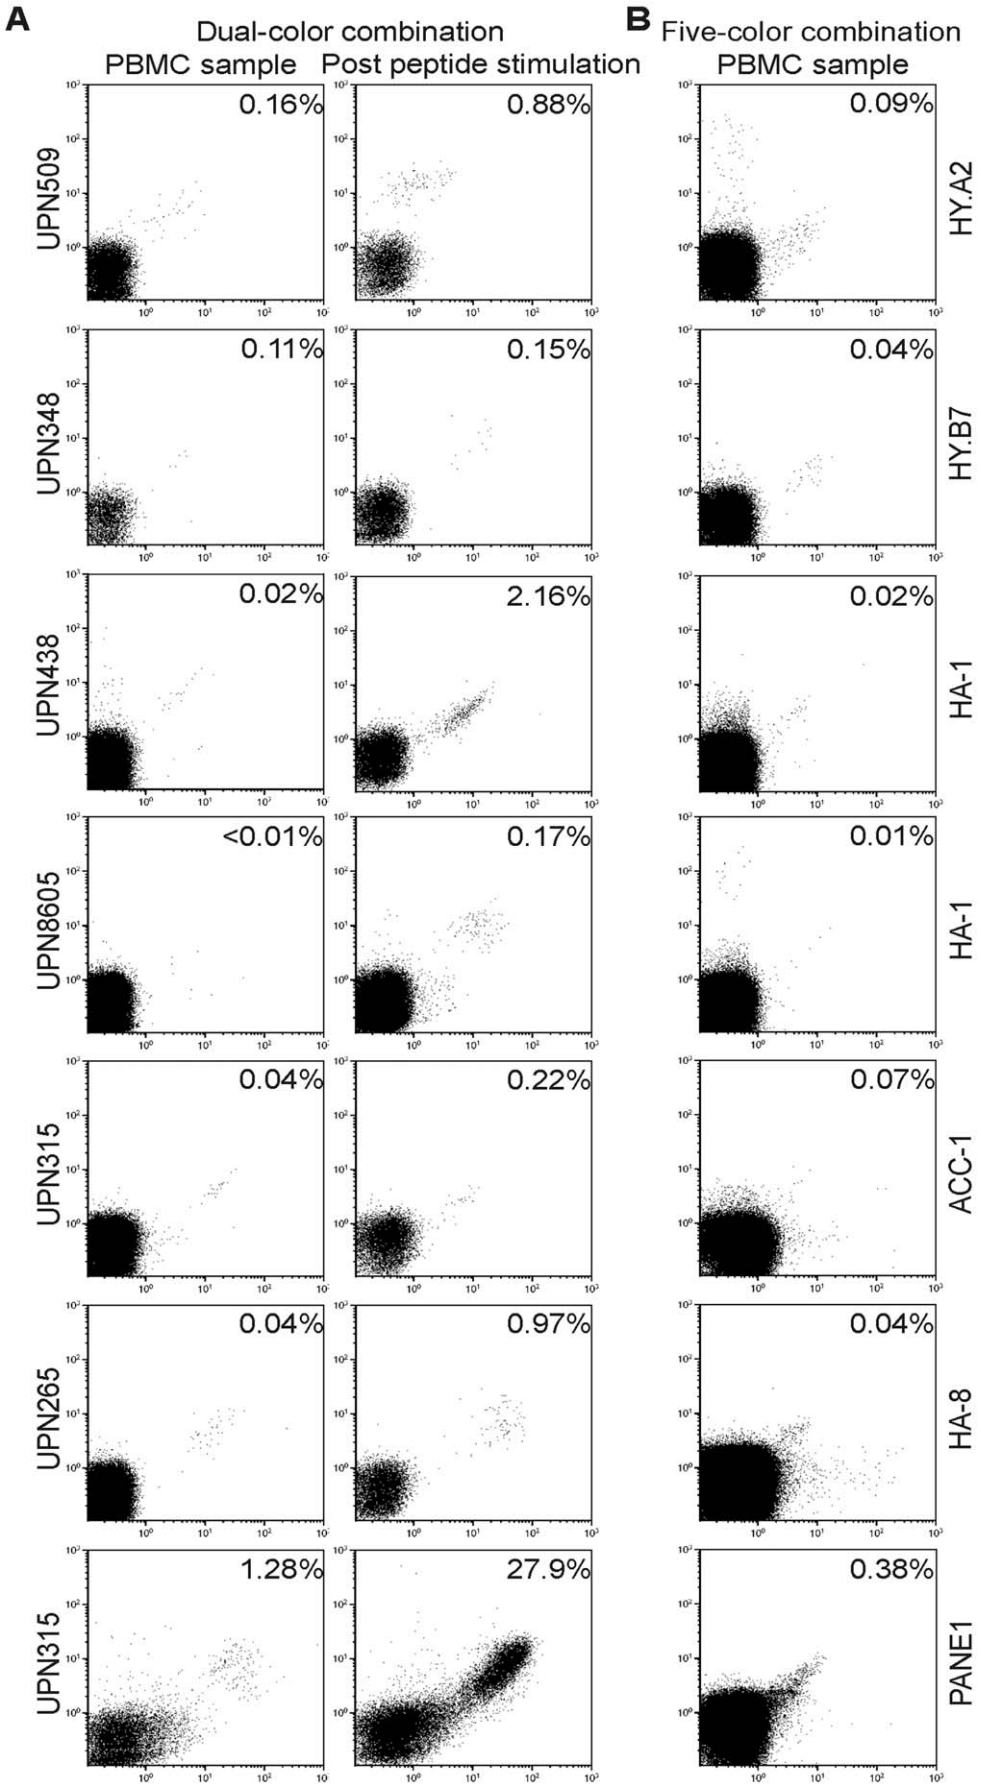 A
B
Dual-color combination
Five-color combination
PBMC sample
Post peptide stimulation
PBMC sample
UPN509
0.16%
0.88%
0.09%
HY.A2
UPN348
0.11%
0.15%
0.04%
HY.B7
UPN438
0.02%
2.16%
0.02%
HA-1
UPN8605
<0.01%
0.17%
0.01%
HA-1
UPN315
0.04%
0.22%
0.07%
ACC-1
UPN265
0.04%
0.97%
0.04%
HA-8
UPN315
1.28%
27.9%
0.38%
PANE1